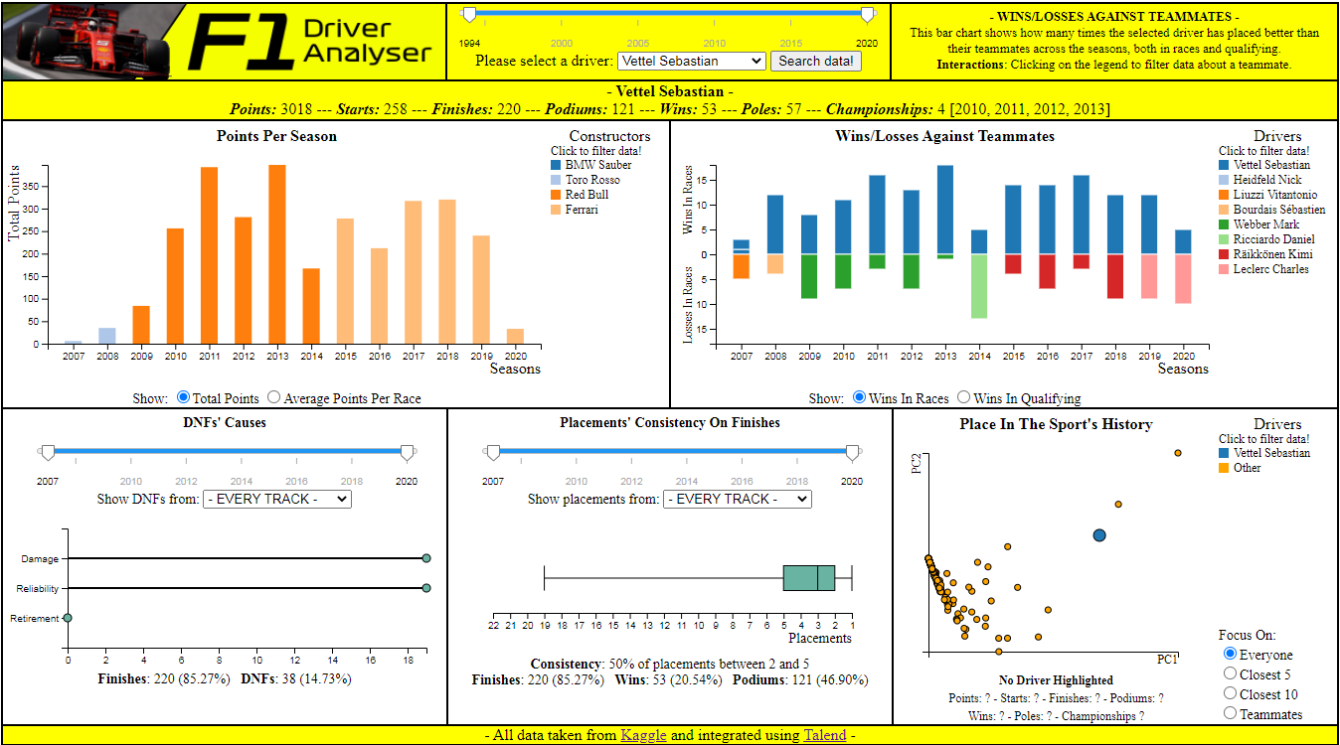 F1 Driver
Analyser
1994 2000 2005 2010 2015 2020
Please select a driver: Vettel Sebastian Search data!
- WINS/LOSSES AGAINST TEAMMATES -
This bar chart shows how many times the selected driver has placed better than
their teammates across the seasons, both in races and qualifying.
Interactions: Clicking on the legend to filter data about a teammate.
- Vettel Sebastian -
Points: 3018 --- Starts: 258 --- Finishes: 220 --- Podiums: 121 --- Wins: 53 --- Poles: 57 --- Championships: 4 [2010, 2011, 2012, 2013]
Points Per Season
Total Points
350
300
250
200
150
100
50
0
2007 2008 2009 2010 2011 2012 2013 2014 2015 2016 2017 2018 2019 2020
Seasons
Constructors
Click to filter data!
BMW Sauber
Toro Rosso
Red Bull
Ferrari
Show: Total Points Average Points Per Race
Wins/Losses Against Teammates
Wins In Races
Losses In Races
15
10
5
0
5
10
15
2007 2008 2009 2010 2011 2012 2013 2014 2015 2016 2017 2018 2019 2020
Seasons
Drivers
Click to filter data!
Vettel Sebastian
Heidfeld Nick
Liuzzi Vitantonio
Bourdais Sébastien
Webber Mark
Ricciardo Daniel
Räikkönen Kimi
Leclerc Charles
Show: Wins In Races Wins In Qualifying
DNFs' Causes
2007 2010 2012 2014 2016 2018 2020
Show DNFs from: - EVERY TRACK -
Damage
Reliability
Retirement
0 2 4 6 8 10 12 14 16 18
Finishes: 220 (85.27%) DNFs: 38 (14.73%)
Placements' Consistency On Finishes
2007 2010 2012 2014 2016 2018 2020
Show placements from: - EVERY TRACK -
22 21 20 19 18 17 16 15 14 13 12 11 10 9 8 7 6 5 4 3 2 1
Placements
Consistency: 50% of placements between 2 and 5
Finishes: 220 (85.27%) Wins: 53 (20.54%) Podiums: 121 (46.90%)
Place In The Sport's History
PC2
PC1
Drivers
Click to filter data!
Vettel Sebastian
Other
No Driver Highlighted
Points: ? - Starts: ? - Finishes: ? - Podiums: ?
Wins: ? - Poles: ? - Championships ?
Focus On:
Everyone
Closest 5
Closest 10
Teammates
- All data taken from Kaggle and integrated using Talend -